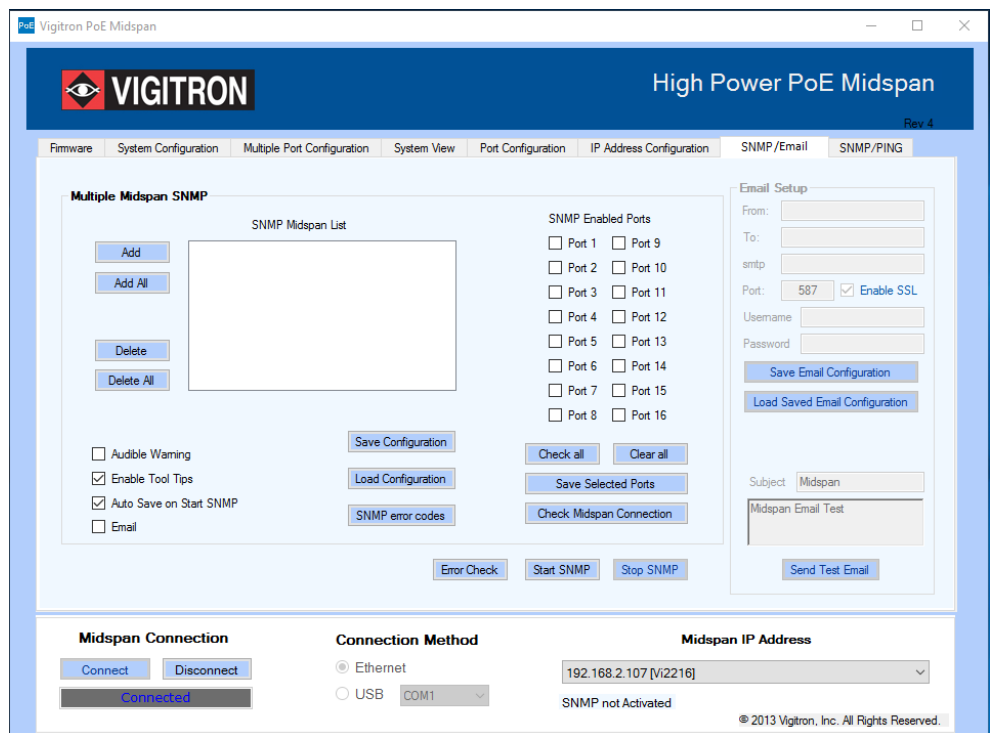 PoE Vigitron PoE Midspan
VIGITRON
High Power PoE Midspan
Rev 4
Firmware System Configuration Multiple Port Configuration System View Port Configuration IP Address Configuration SNMP/Email SNMP/PING
Multiple Midspan SNMP
SNMP Midspan List
Add
Add All
Delete
Delete All
Audible Warning
Enable Tool Tips
Auto Save on Start SNMP
Email
Save Configuration
Load Configuration
SNMP error codes
SNMP Enabled Ports
Port 1 Port 9
Port 2 Port 10
Port 3 Port 11
Port 4 Port 12
Port 5 Port 13
Port 6 Port 14
Port 7 Port 15
Port 8 Port 16
Check all Clear all
Save Selected Ports
Check Midspan Connection
Error Check Start SNMP Stop SNMP
Email Setup
From:
To:
smtp
Port: 587 Enable SSL
Username
Password
Save Email Configuration
Load Saved Email Configuration
Subject Midspan
Midspan Email Test
Send Test Email
Midspan Connection
Connect Disconnect
Connected
Connection Method
Ethernet
USB COM1
Midspan IP Address
192.168.2.107 [Vi2216]
SNMP not Activated
© 2013 Vigitron, Inc. All Rights Reserved.